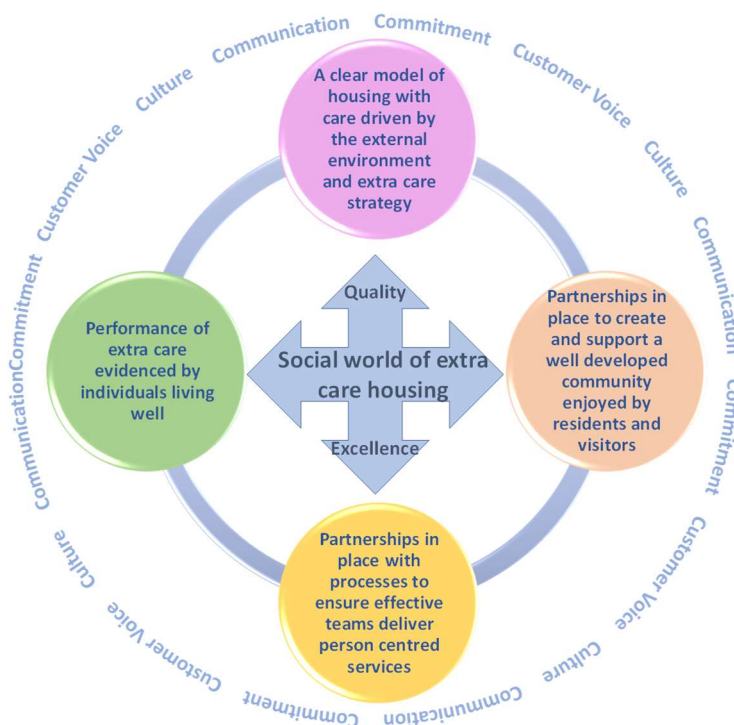 Commitment Customer Voice Culture Communication Commitment Customer Voice Culture Communication Commitment Customer Voice Culture CommunicationCommitment Customer Voice Culture Communication
A clear model of
housing with
care driven by
the external
environment
and extra care
strategy
Quality
Social world of extra
care housing
Excellence
Performance of
extra care
evidenced by
individuals living
well
Partnerships in
place to create
and support a
well developed
community
enjoyed by
residents and
visitors
Partnerships in
place with
processes to
ensure effective
teams deliver
person centred
services